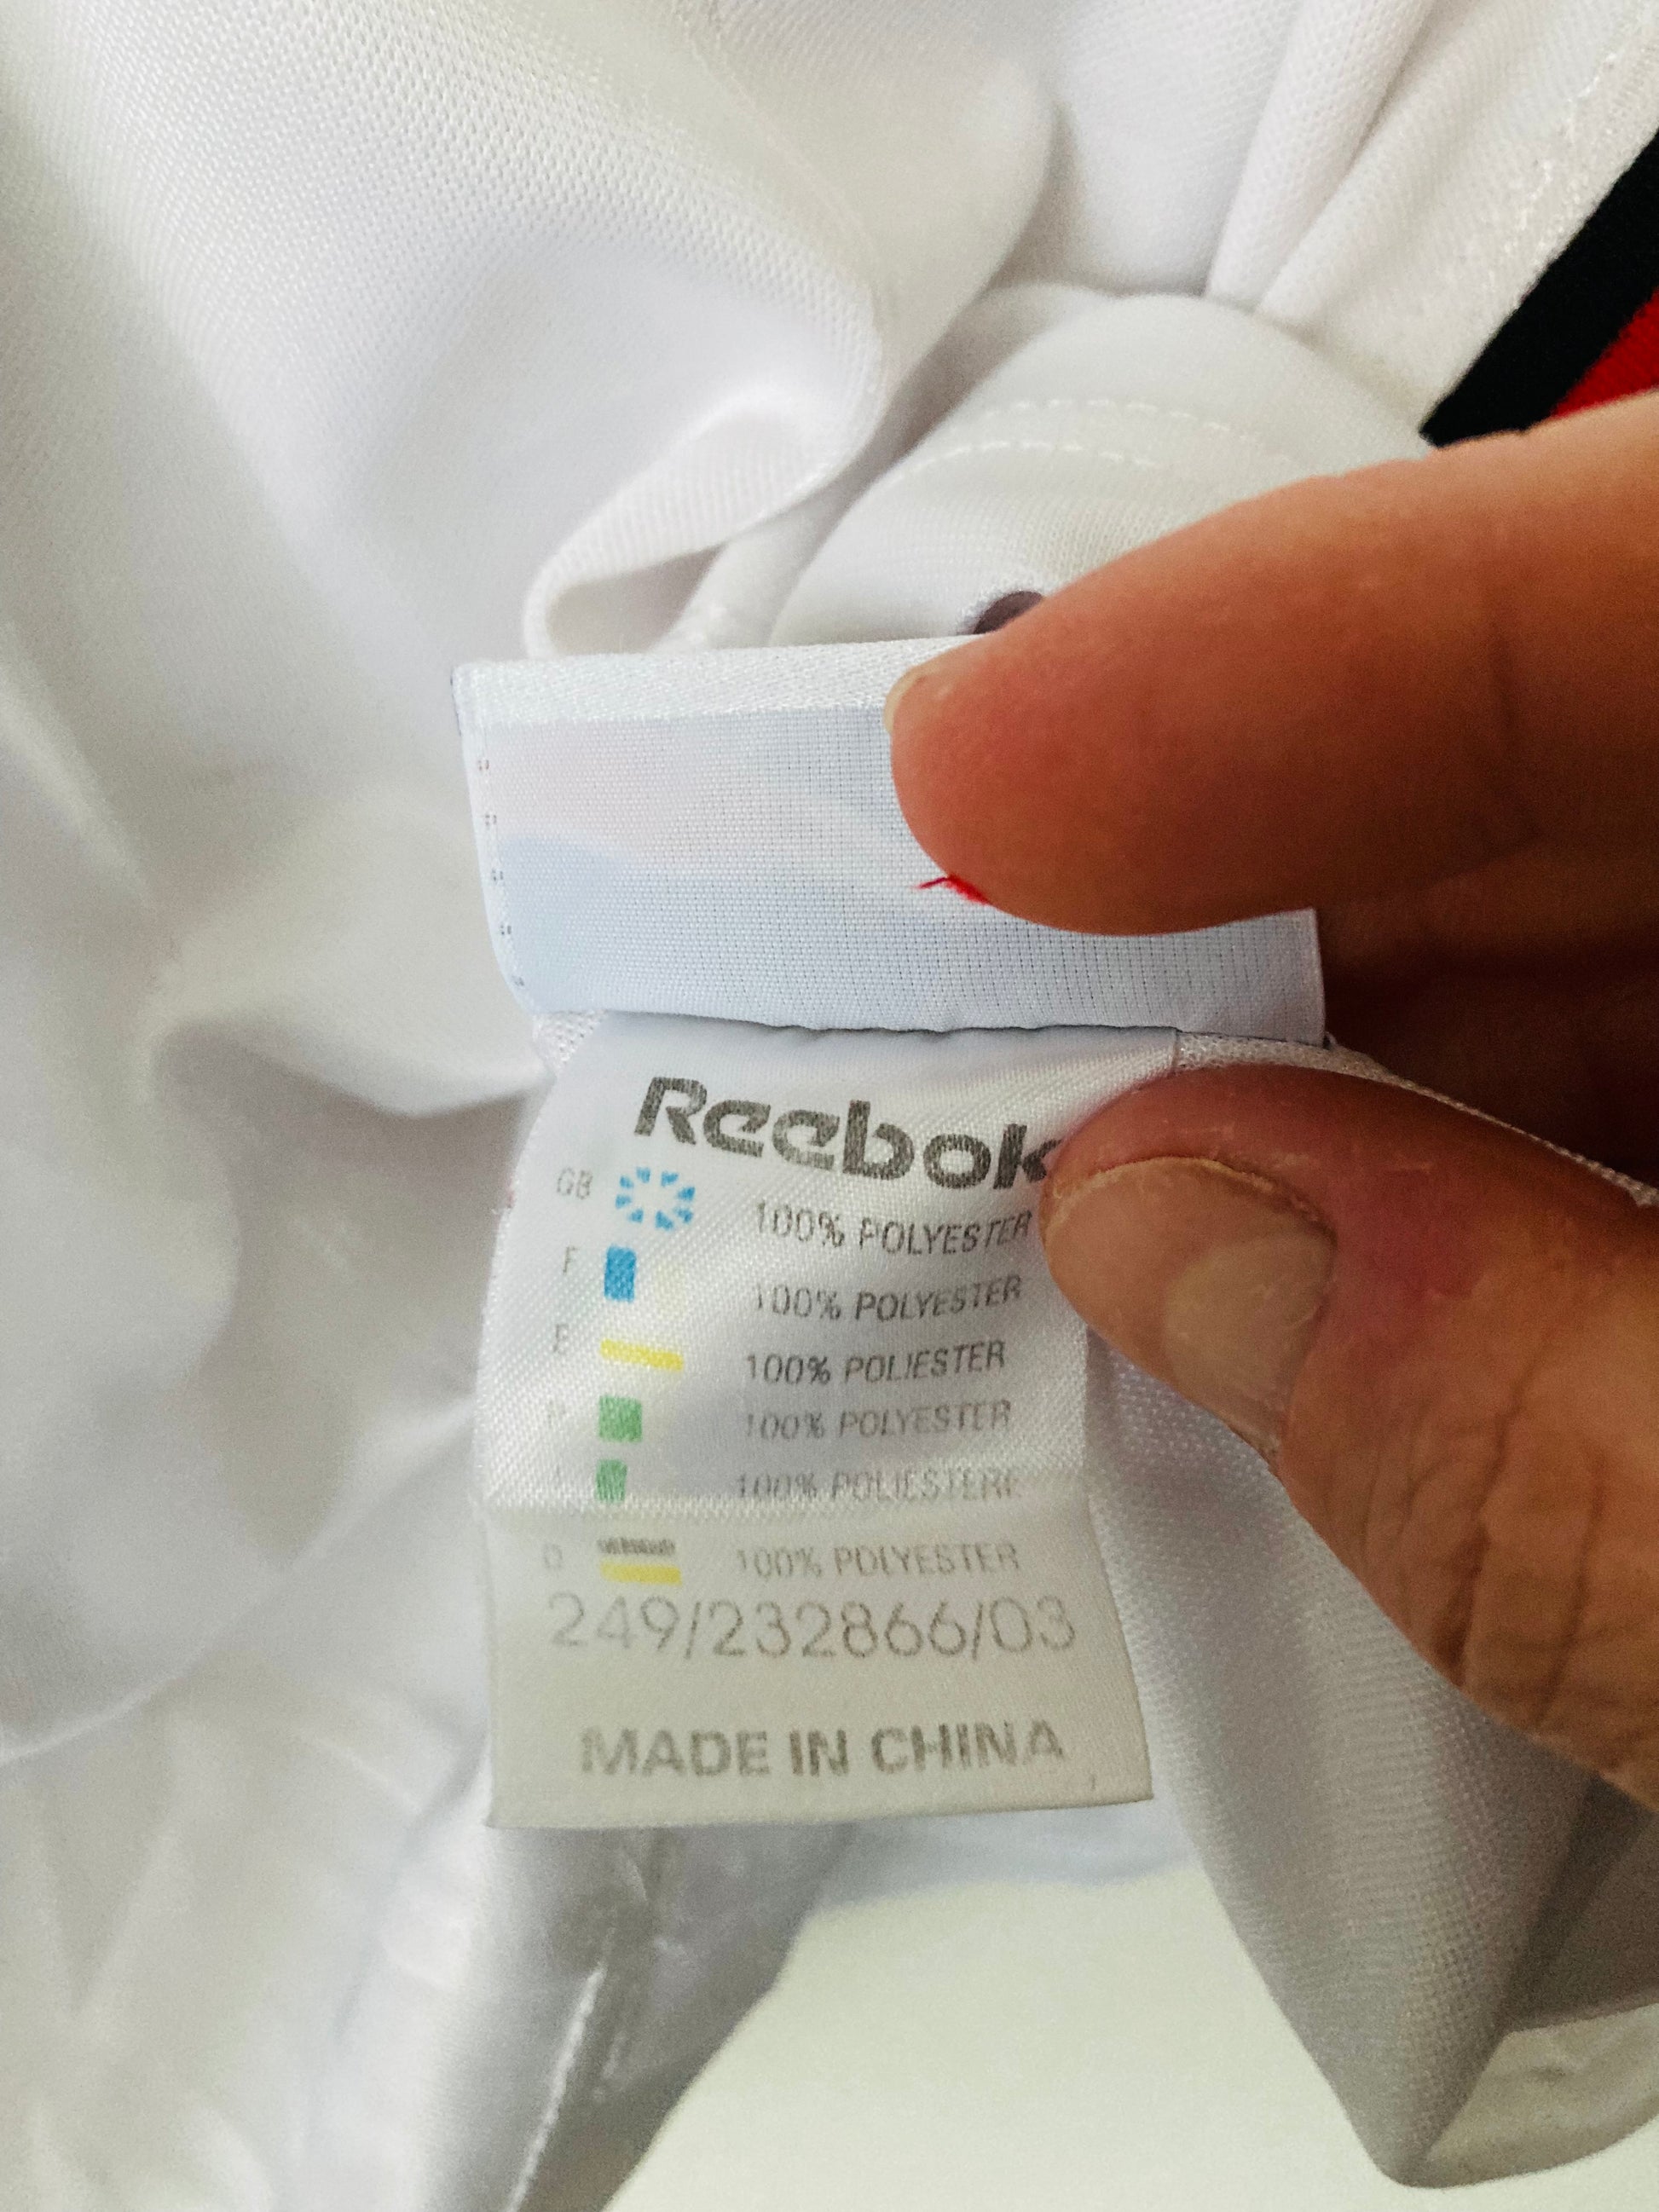 Reebok
GB 100% POLYESTER
F 100% POLYESTER
E 100% POLIESTER
P 100% POLYESTER
I 100% POLIESTERE
D 100% POLYESTER
249/232866/03
MADE IN CHINA